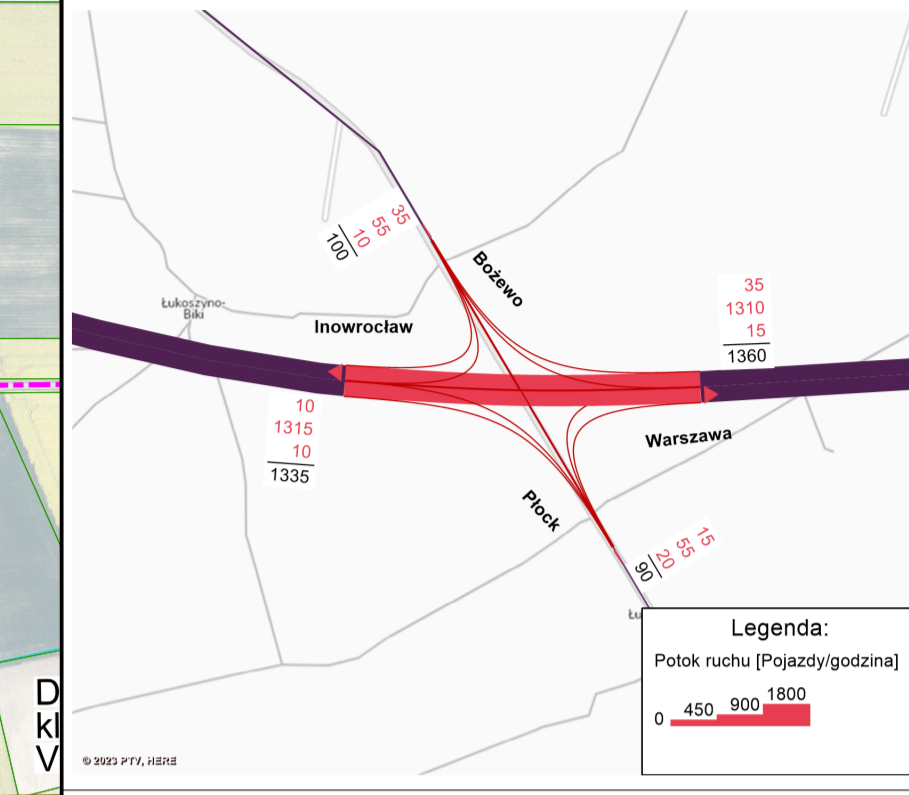 35
55
10
100
Bożewo
35
1310
15
1360
Łukoszyno-
Biki
Inowrocław
10
1315
10
1335
Warszawa
Płock
15
55
20
90
Łu
Legenda:
Potok ruchu [Pojazdy/godzina]
0 450 900 1800
D
kl
V
© 2023 PTV, HERE